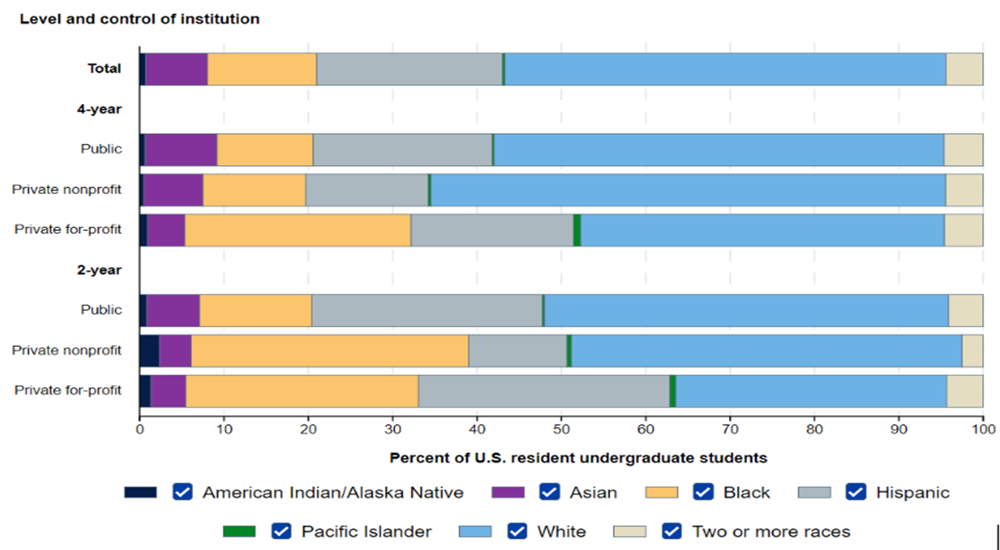 Level and control of institution
Total
4-year
Public
Private nonprofit
Private for-profit
2-year
Public
Private nonprofit
Private for-profit
0 10 20 30 40 50 60 70 80 90 100
Percent of U.S. resident undergraduate students
American Indian/Alaska Native Asian Black Hispanic
Pacific Islander White Two or more races